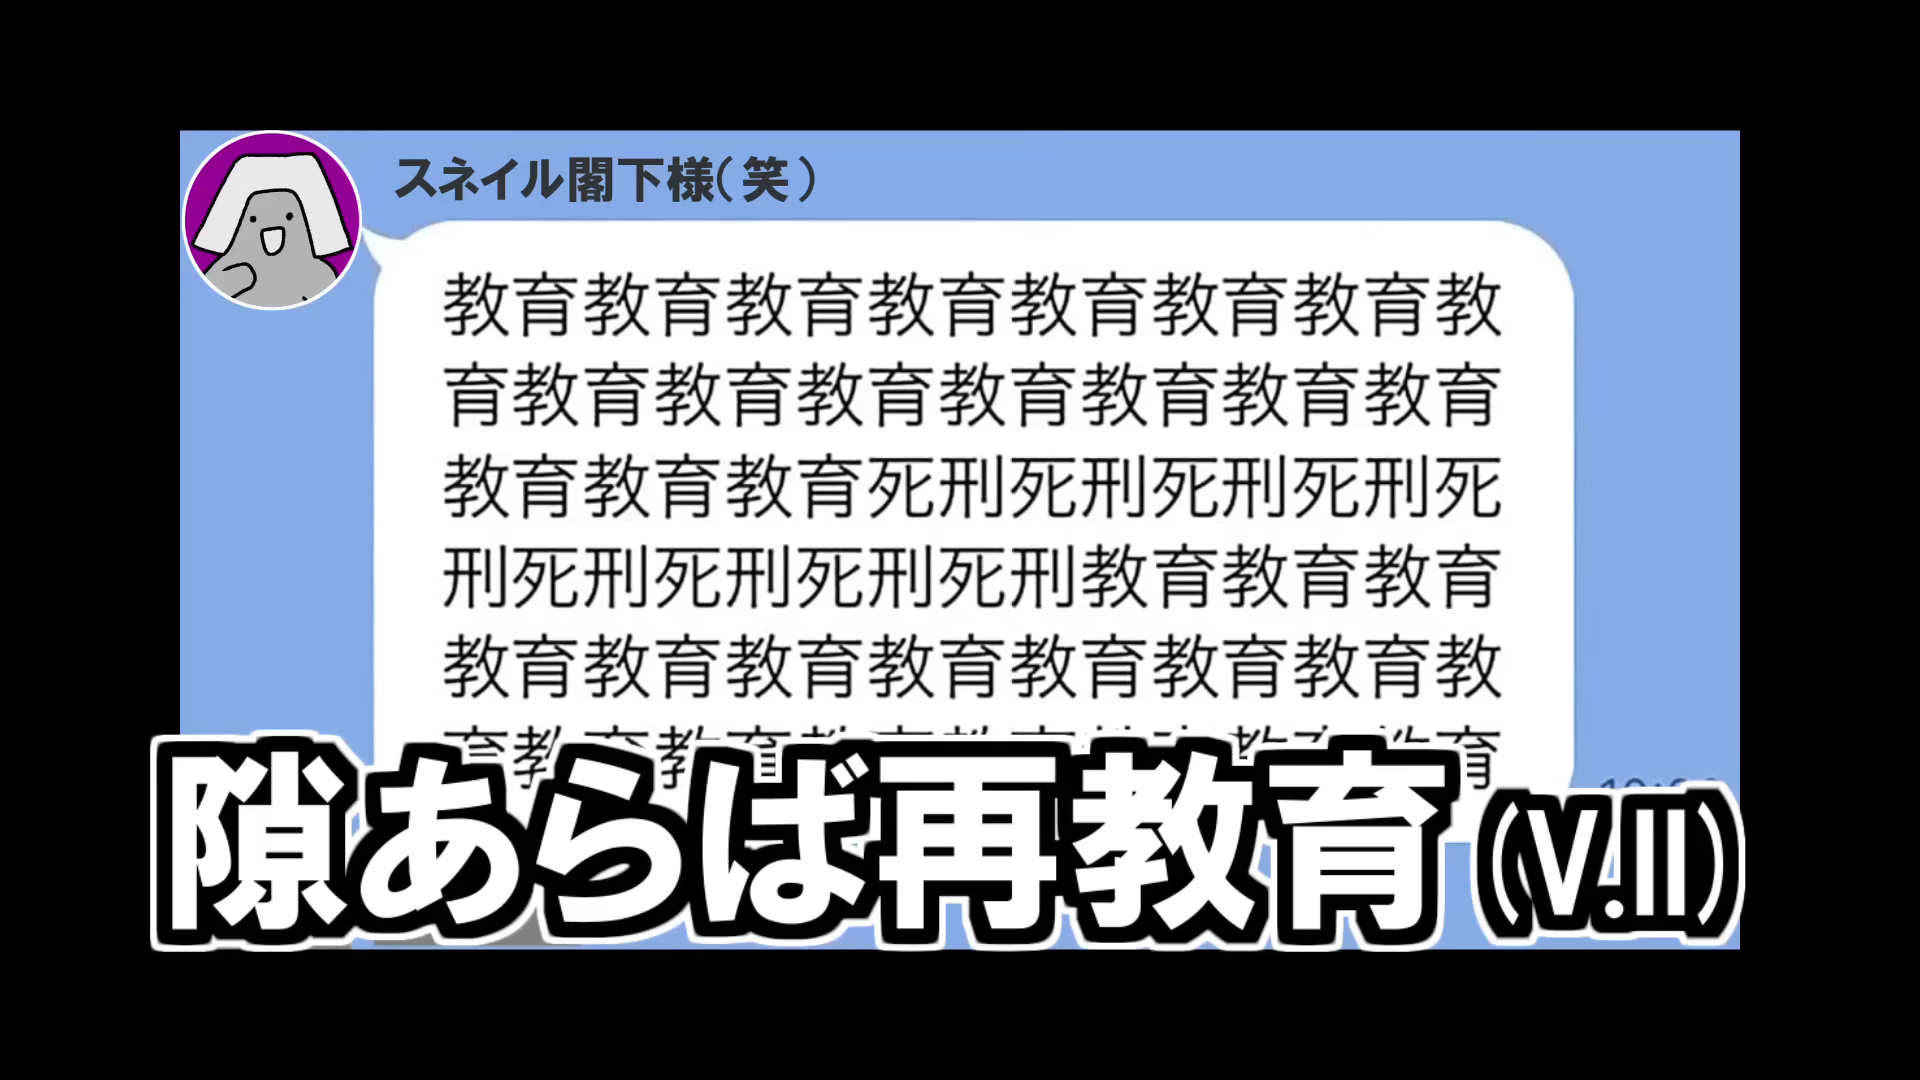 スネイル閣下様(笑)
教育教育教育教育教育教育教育教
育教育教育教育教育教育教育教育
教育教育教育死刑死刑死刑死刑死
刑死刑死刑死刑死刑教育教育教育
教育教育教育教育教育教育教育教
隙あらば再教育(V.II)